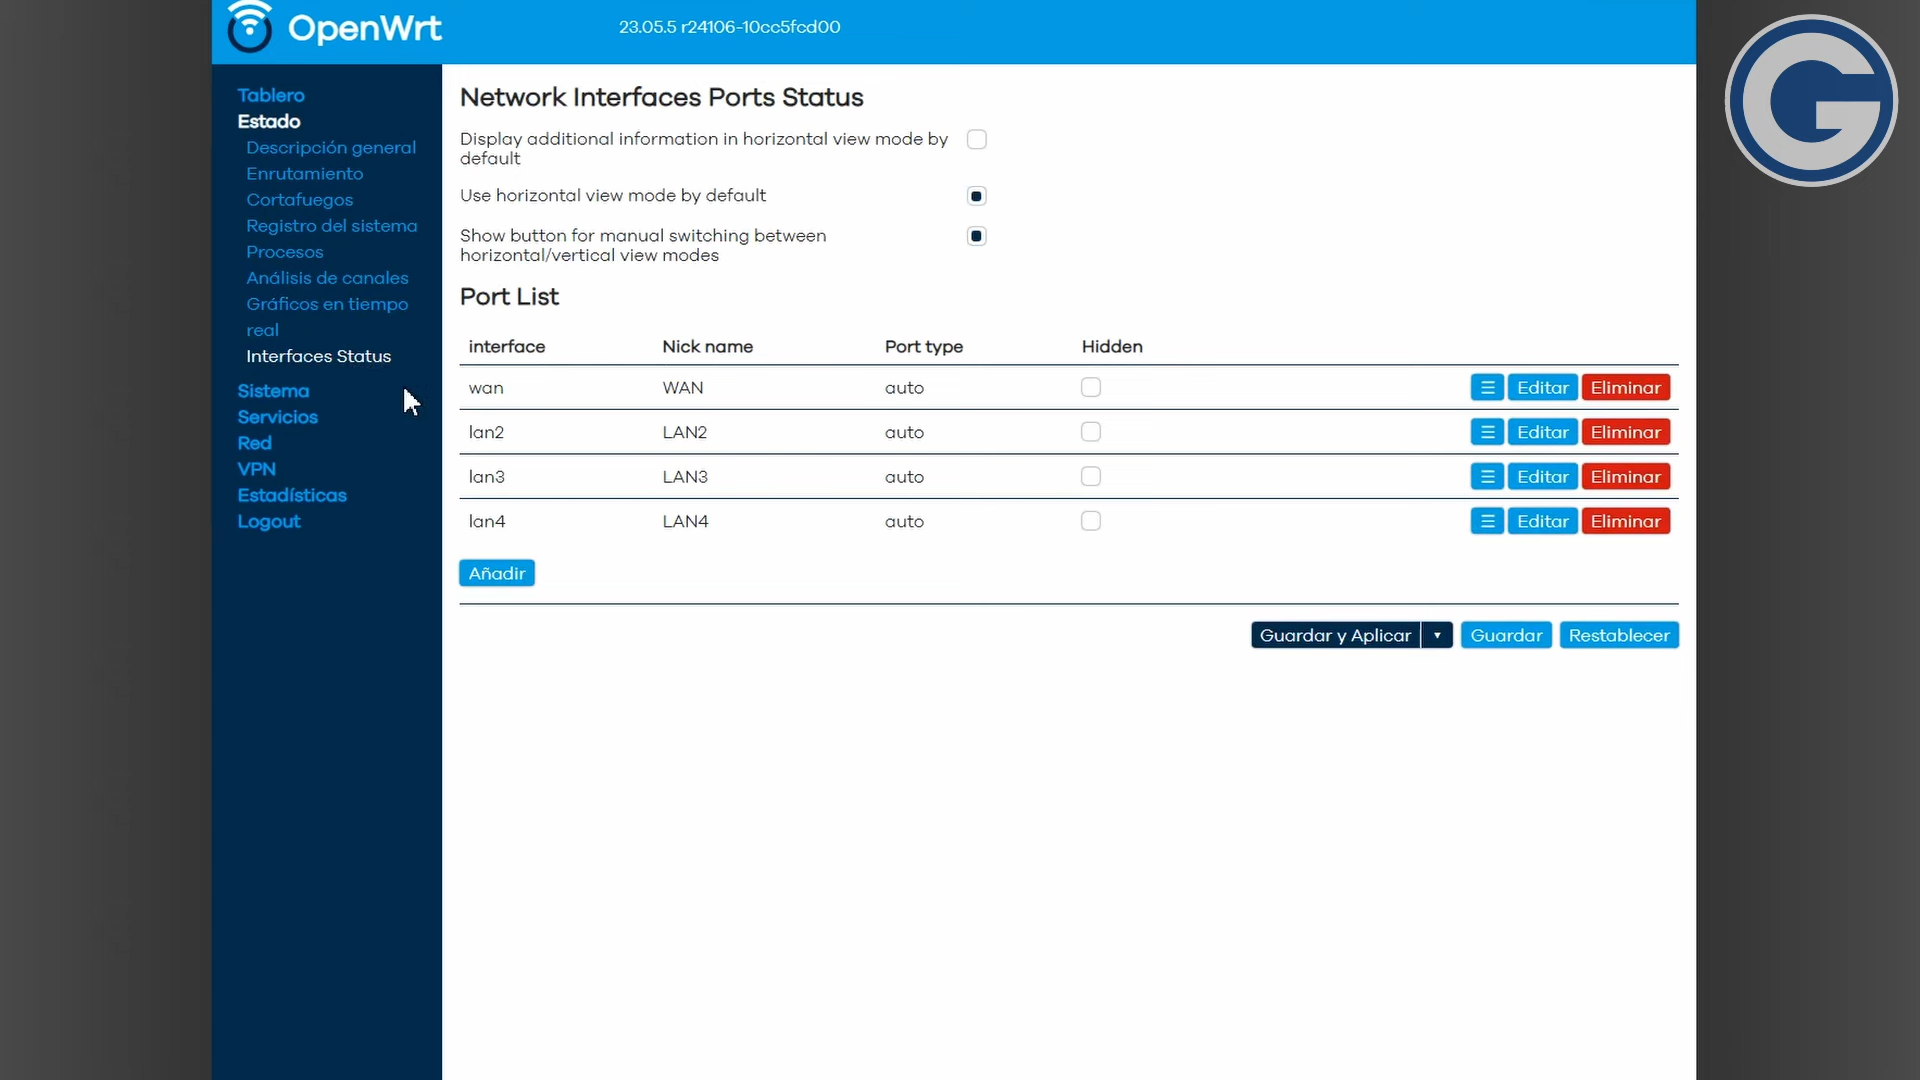 OpenWrt
23.05.5 r24106-10cc5fcd00
Tablero
Estado
Descripción general
Enrutamiento
Cortafuegos
Registro del sistema
Procesos
Análisis de canales
Gráficos en tiempo
real
Interfaces Status
Sistema
Servicios
Red
VPN
Estadísticas
Logout
Network Interfaces Ports Status
Display additional information in horizontal view mode by
default
Use horizontal view mode by default
Show button for manual switching between
horizontal/vertical view modes
Port List
interface Nick name Port type Hidden
wan WAN auto Editar Eliminar
lan2 LAN2 auto Editar Eliminar
lan3 LAN3 auto Editar Eliminar
lan4 LAN4 auto Editar Eliminar
Añadir
Guardar y Aplicar Guardar Restablecer
G